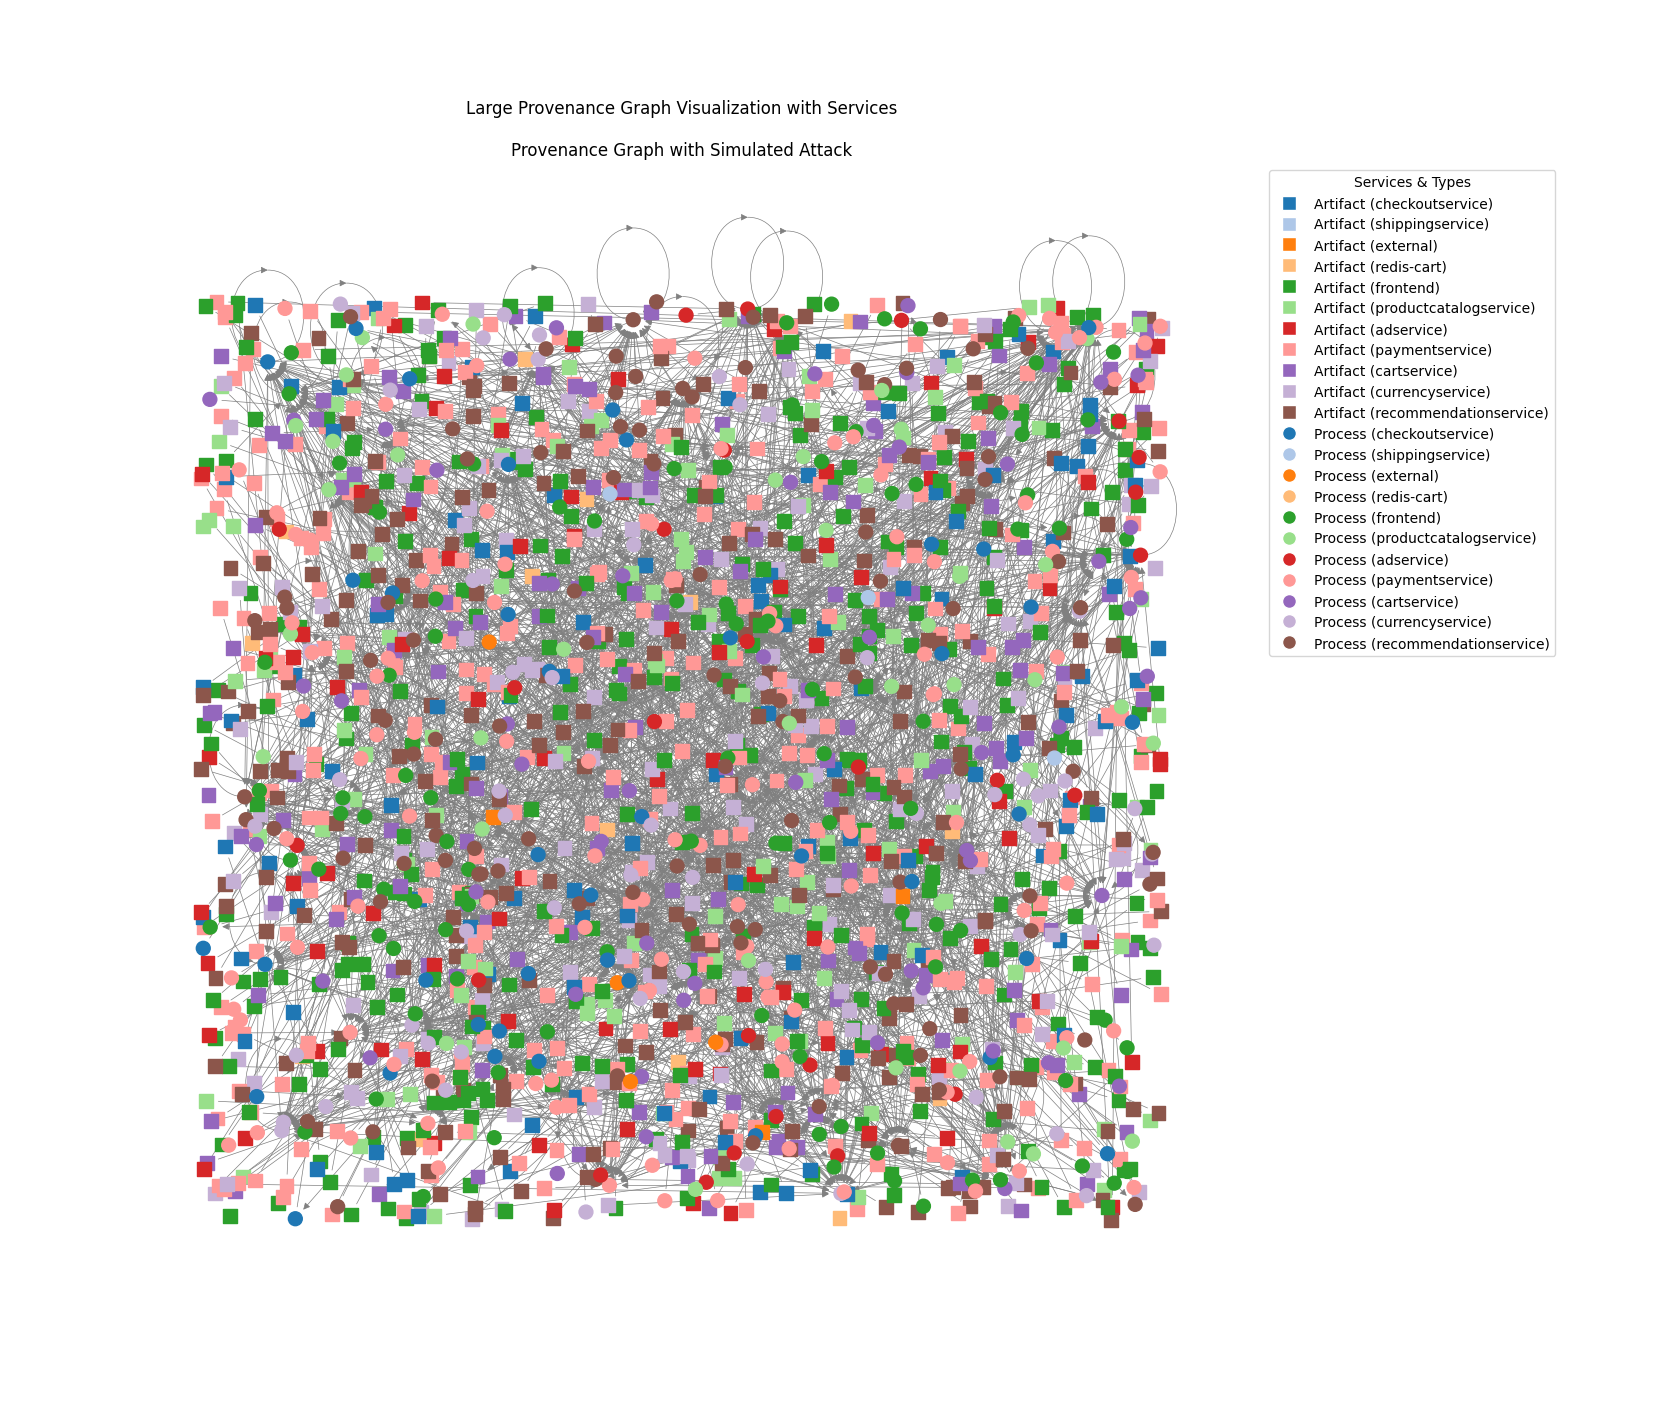 Large Provenance Graph Visualization with Services
Provenance Graph with Simulated Attack
Services & Types
Artifact (checkoutservice)
Artifact (shippingservice)
Artifact (external)
Artifact (redis-cart)
Artifact (frontend)
Artifact (productcatalogservice)
Artifact (adservice)
Artifact (paymentservice)
Artifact (cartservice)
Artifact (currencyservice)
Artifact (recommendationservice)
Process (checkoutservice)
Process (shippingservice)
Process (external)
Process (redis-cart)
Process (frontend)
Process (productcatalogservice)
Process (adservice)
Process (paymentservice)
Process (cartservice)
Process (currencyservice)
Process (recommendationservice)